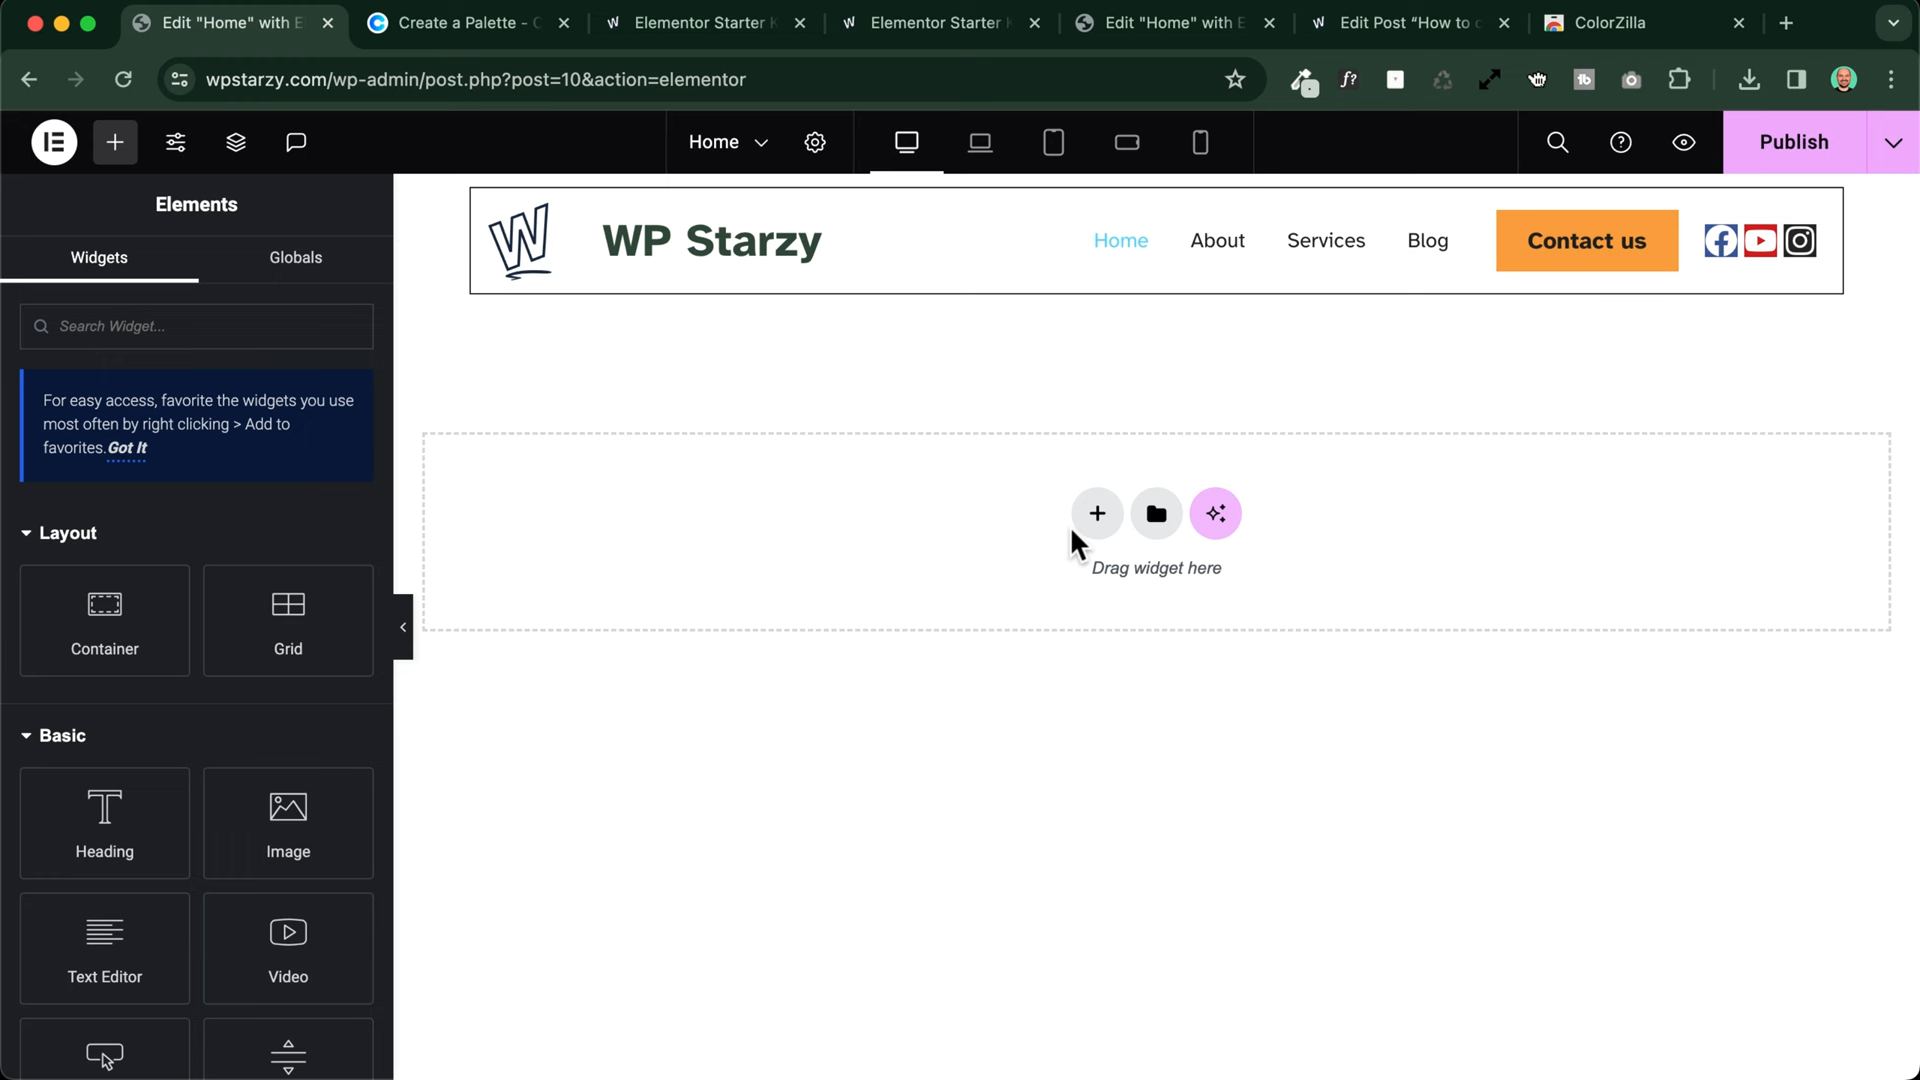 Edit "Home" with E
Create a Palette - C
Elementor Starter K
Elementor Starter K
Edit "Home" with E
Edit Post “How to c
ColorZilla
wpstarzy.com/wp-admin/post.php?post=10&action=elementor
f?
tb
Home
Publish
Elements
Widgets
Globals
Search Widget...
For easy access, favorite the widgets you use
most often by right clicking > Add to
favorites. Got It
Layout
Container
Grid
Basic
Heading
Image
Text Editor
Video
W
WP Starzy
Home
About
Services
Blog
Contact us
Drag widget here